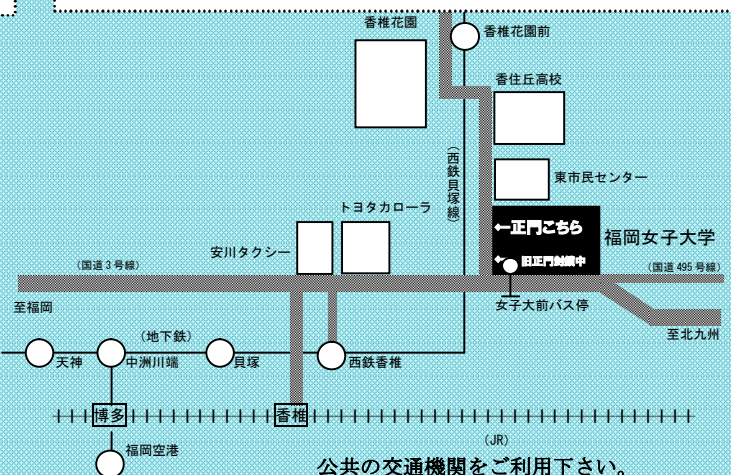 香椎花園
香椎花園前
香住丘高校
(西鉄貝塚線)
東市民センター
トヨタカローラ
←正門こちら
福岡女子大学
安川タクシー
←旧正門封鎖中
(国道3号線)
(国道495号線)
至福岡
女子大前バス停
至北九州
(地下鉄)
天神
中洲川端
貝塚
西鉄香椎
博多
香椎
(JR)
福岡空港
公共の交通機関をご利用下さい。